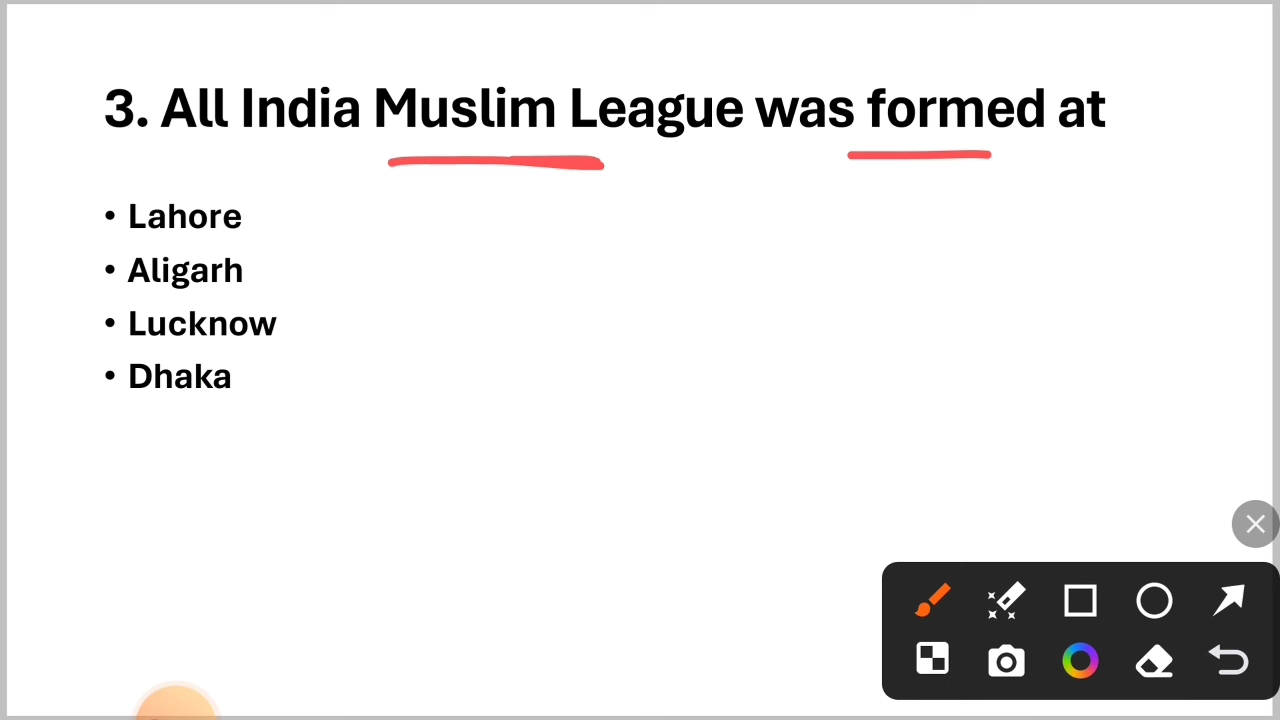 3. All India Muslim League was formed at
• Lahore
• Aligarh
• Lucknow
• Dhaka